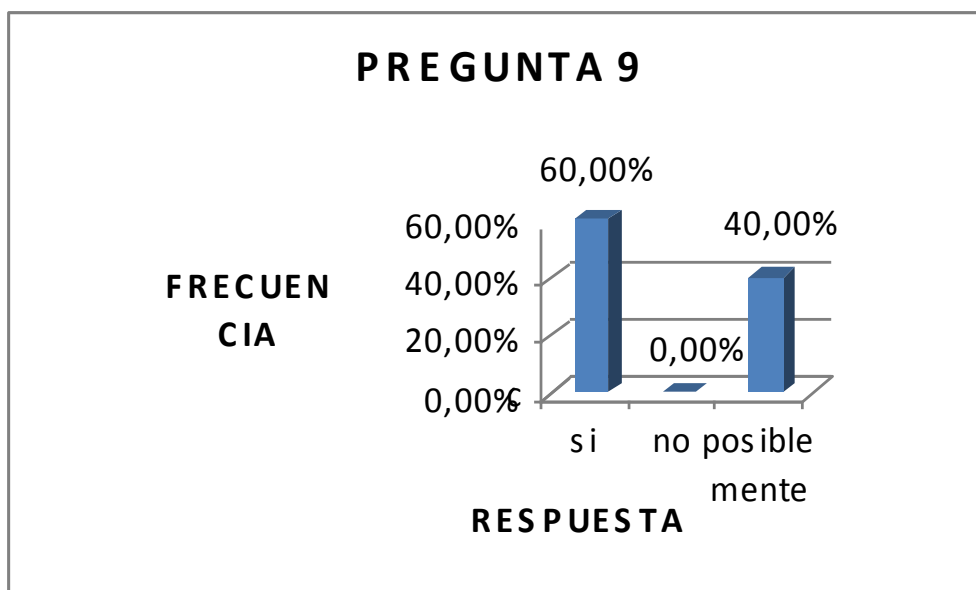 PREGUNTA 9
60,00%
60,00%
40,00%
40,00%
FRECUEN
CIA
20,00%
0,00%
0,00%
si
no
posible
mente
RESPUESTA